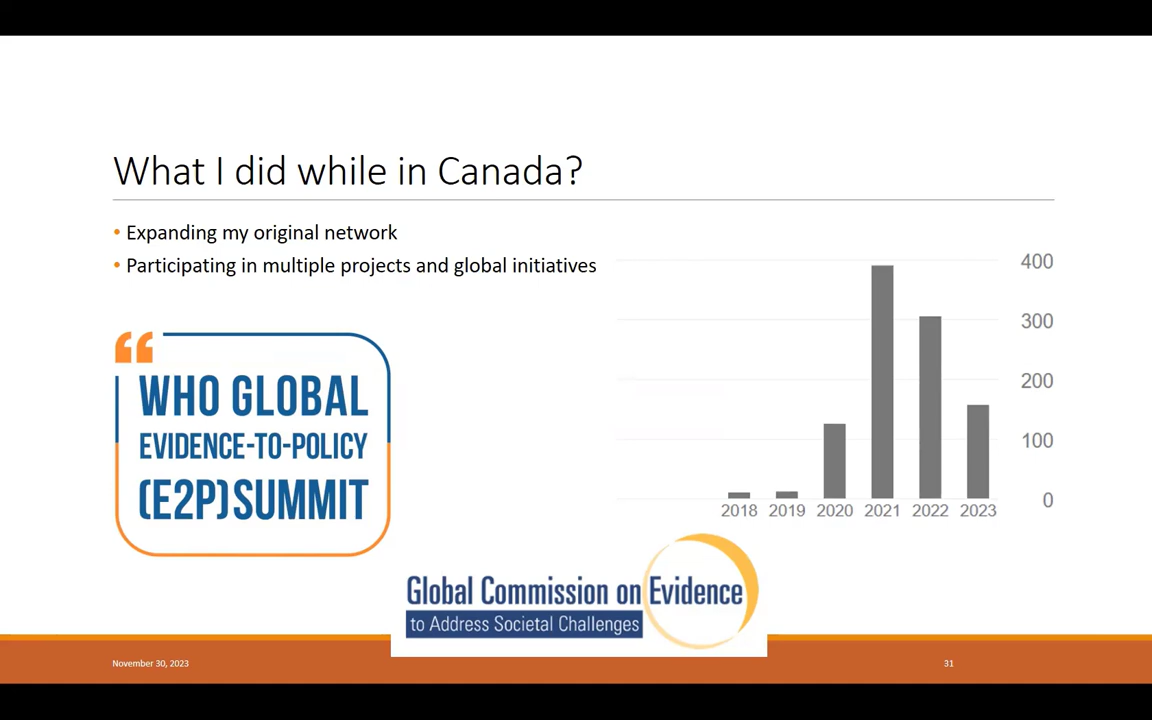 What I did while in Canada?
• Expanding my original network
• Participating in multiple projects and global initiatives
“
WHO GLOBAL
EVIDENCE-TO-POLICY
(E2P) SUMMIT
400
300
200
100
0
2018 2019 2020 2021 2022 2023
Global Commission on Evidence
to Address Societal Challenges
November 30, 2023
31